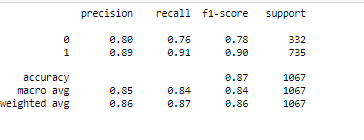 precision recall f1-score support
0 0.80 0.76 0.78 332
1 0.89 0.91 0.90 735
accuracy 0.87 1067
macro avg 0.85 0.84 0.84 1067
weighted avg 0.86 0.87 0.86 1067